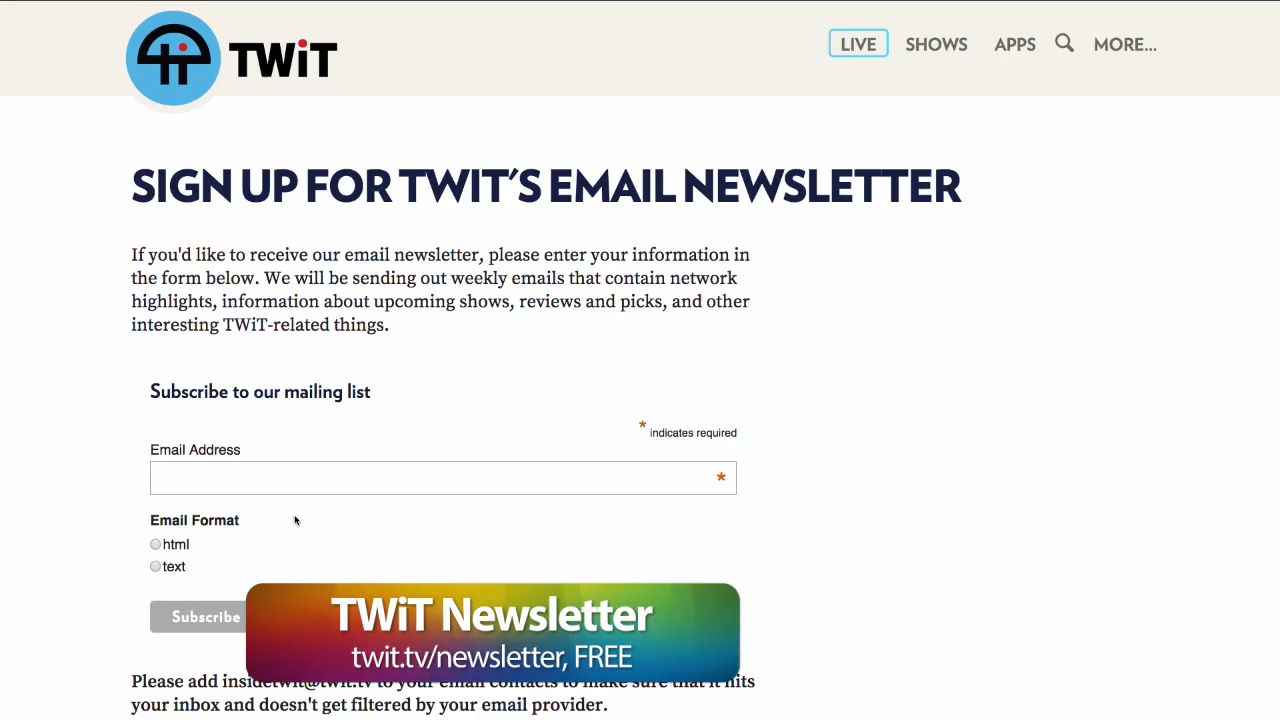 TWiT
LIVE
SHOWS
APPS
MORE...
SIGN UP FOR TWIT'S EMAIL NEWSLETTER
If you'd like to receive our email newsletter, please enter your information in
the form below. We will be sending out weekly emails that contain network
highlights, information about upcoming shows, reviews and picks, and other
interesting TWiT-related things.
Subscribe to our mailing list
* indicates required
Email Address
*
Email Format
html
text
Subscribe
TWiT Newsletter
twit.tv/newsletter, FREE
Please add insidetwit@twit.tv to your email contacts to make sure that it hits
your inbox and doesn't get filtered by your email provider.